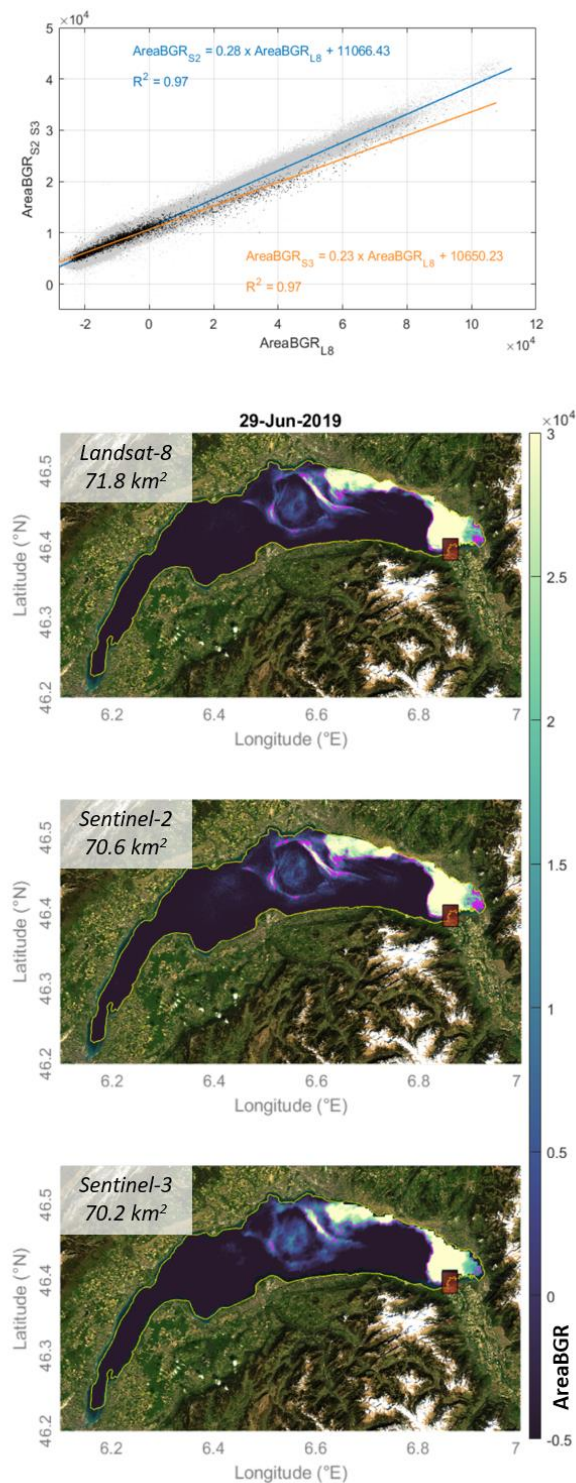 ×10⁴
5
4
3
2
1
0
AreaBGR_S2 S3
AreaBGR_S2 = 0.28 x AreaBGR_L8 + 11066.43
R² = 0.97
AreaBGR_S3 = 0.23 x AreaBGR_L8 + 10650.23
R² = 0.97
-2 0 2 4 6 8 10 12
AreaBGR_L8
×10⁴
29-Jun-2019
Landsat-8
71.8 km²
46.5
46.4
46.3
46.2
Latitude (°N)
6.2 6.4 6.6 6.8 7
Longitude (°E)
Sentinel-2
70.6 km²
46.5
46.4
46.3
46.2
Latitude (°N)
6.2 6.4 6.6 6.8 7
Longitude (°E)
Sentinel-3
70.2 km²
46.5
46.4
46.3
46.2
Latitude (°N)
6.2 6.4 6.6 6.8 7
Longitude (°E)
×10⁴
3
2.5
2
1.5
1
0.5
0
-0.5
AreaBGR